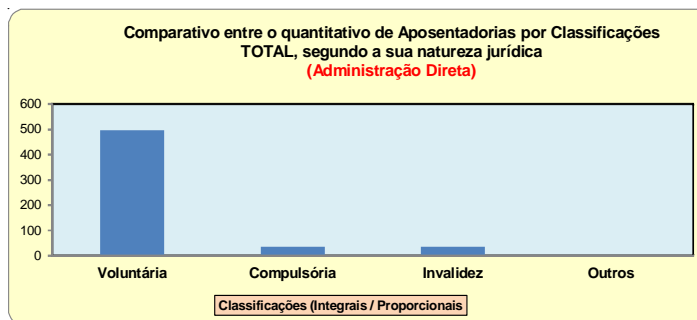 Comparativo entre o quantitativo de Aposentadorias por Classificações
TOTAL, segundo a sua natureza jurídica
(Administração Direta)
600
500
400
300
200
100
0
Voluntária Compulsória Invalidez Outros
Classificações (Integrais / Proporcionais